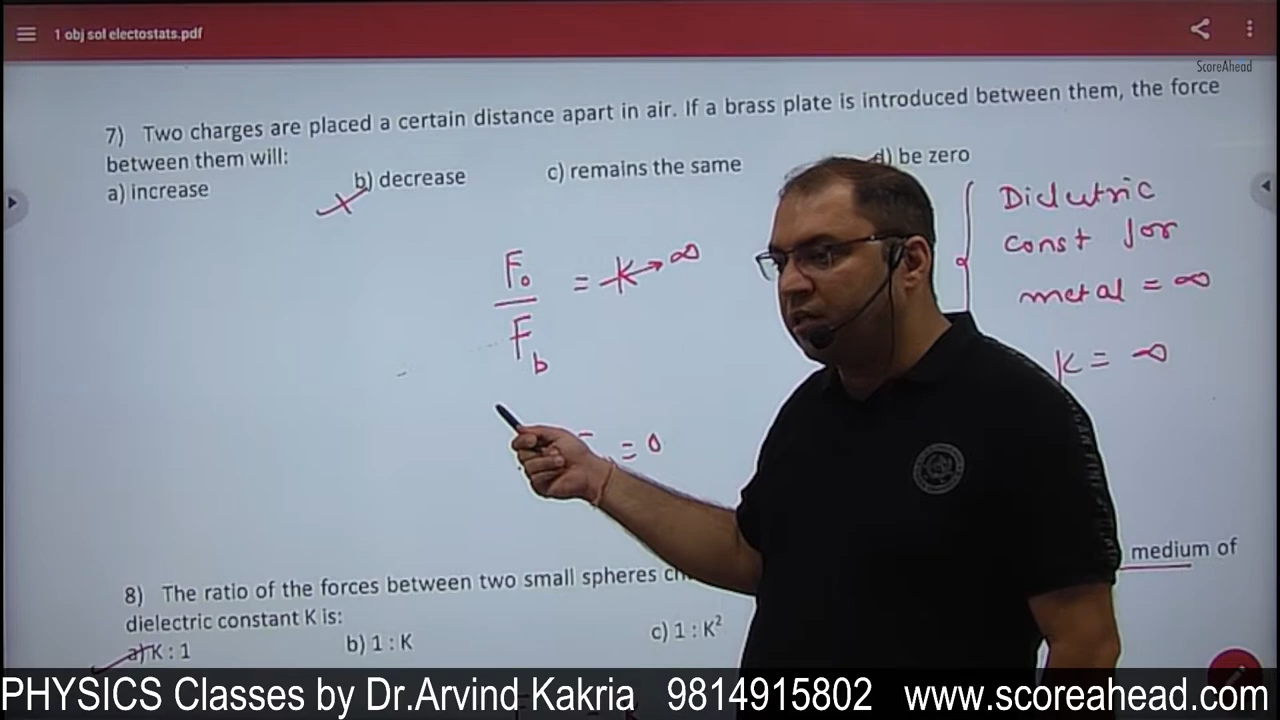 1 obj sol electostats.pdf
ScoreAhead
7) Two charges are placed a certain distance apart in air. If a brass plate is introduced between them, the force
between them will:
a) increase b) decrease c) remains the same d) be zero
Dielectric
const for
metal = ∞
K = ∞
F₀ / F_b = K → ∞
= 0
8) The ratio of the forces between two small spheres medium of
dielectric constant K is:
a) K : 1 b) 1 : K c) 1 : K²
PHYSICS Classes by Dr.Arvind Kakria 9814915802 www.scoreahead.com